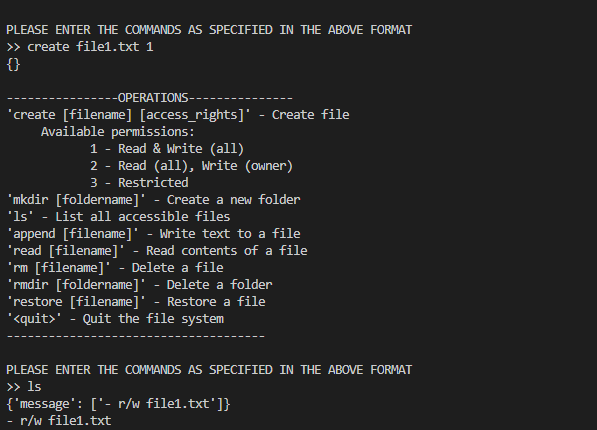 PLEASE ENTER THE COMMANDS AS SPECIFIED IN THE ABOVE FORMAT
>> create file1.txt 1
{}
----------------OPERATIONS---------------
'create [filename] [access_rights]' - Create file
Available permissions:
1 - Read & Write (all)
2 - Read (all), Write (owner)
3 - Restricted
'mkdir [foldername]' - Create a new folder
'ls' - List all accessible files
'append [filename]' - Write text to a file
'read [filename]' - Read contents of a file
'rm [filename]' - Delete a file
'rmdir [foldername]' - Delete a folder
'restore [filename]' - Restore a file
'<quit>' - Quit the file system
-------------------------------------
PLEASE ENTER THE COMMANDS AS SPECIFIED IN THE ABOVE FORMAT
>> ls
{'message': ['- r/w file1.txt']}
- r/w file1.txt